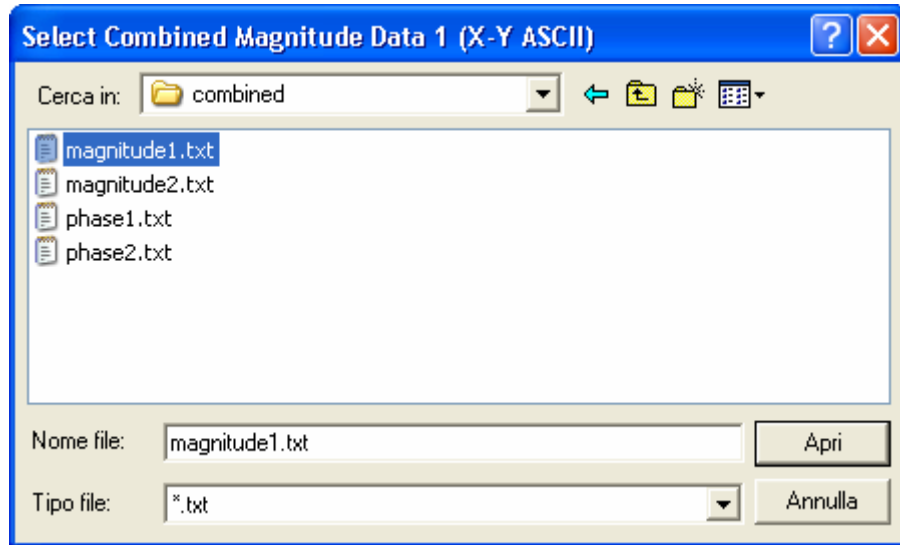 Select Combined Magnitude Data 1 (X-Y ASCII)
Cerca in: combined
magnitude1.txt
magnitude2.txt
phase1.txt
phase2.txt
Nome file: magnitude1.txt Apri
Tipo file: *.txt Annulla